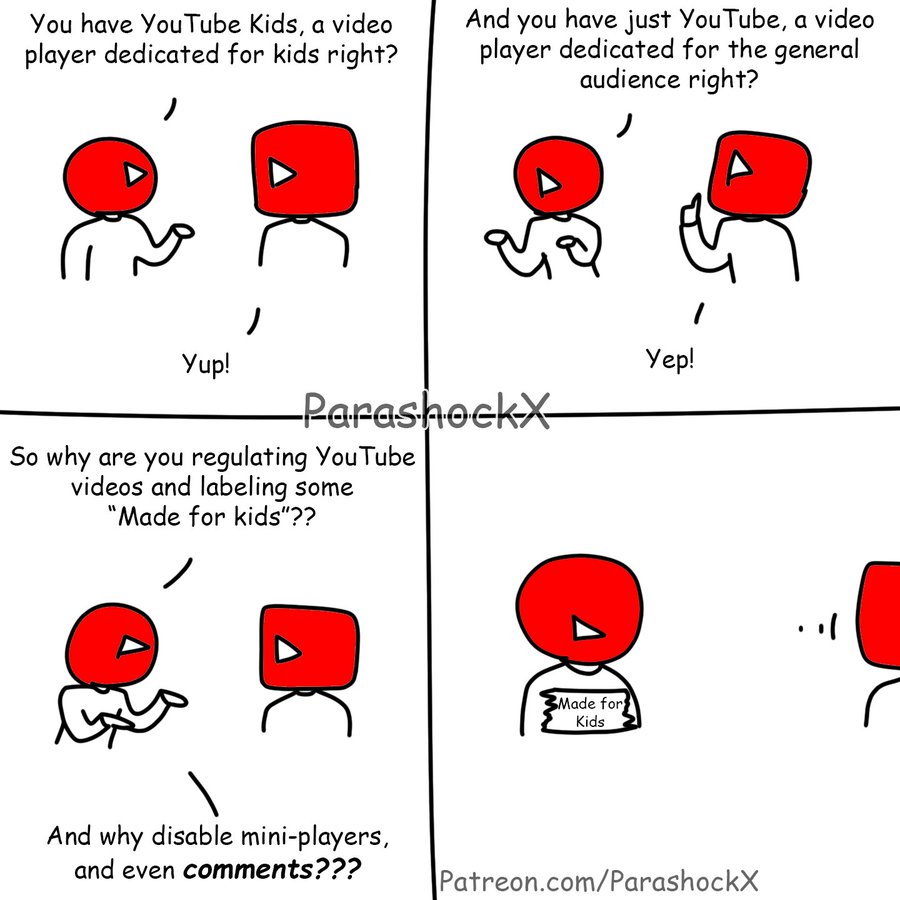 You have YouTube Kids, a video
player dedicated for kids right?
Yup!
And you have just YouTube, a video
player dedicated for the general
audience right?
Yep!
ParashockX
So why are you regulating YouTube
videos and labeling some
“Made for kids”??
And why disable mini-players,
and even comments???
Made for
Kids
Patreon.com/ParashockX